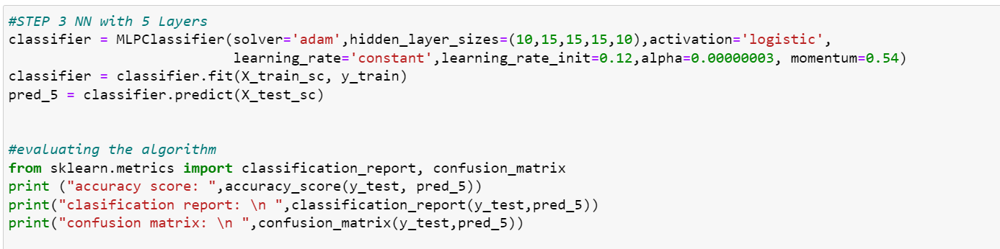 #STEP 3 NN with 5 Layers
classifier = MLPClassifier(solver='adam',hidden_layer_sizes=(10,15,15,15,10),activation='logistic',
learning_rate='constant',learning_rate_init=0.12,alpha=0.00000003, momentum=0.54)
classifier = classifier.fit(X_train_sc, y_train)
pred_5 = classifier.predict(X_test_sc)
#evaluating the algorithm
from sklearn.metrics import classification_report, confusion_matrix
print ("accuracy score: ",accuracy_score(y_test, pred_5))
print("clasification report: \n ",classification_report(y_test,pred_5))
print("confusion matrix: \n ",confusion_matrix(y_test,pred_5))